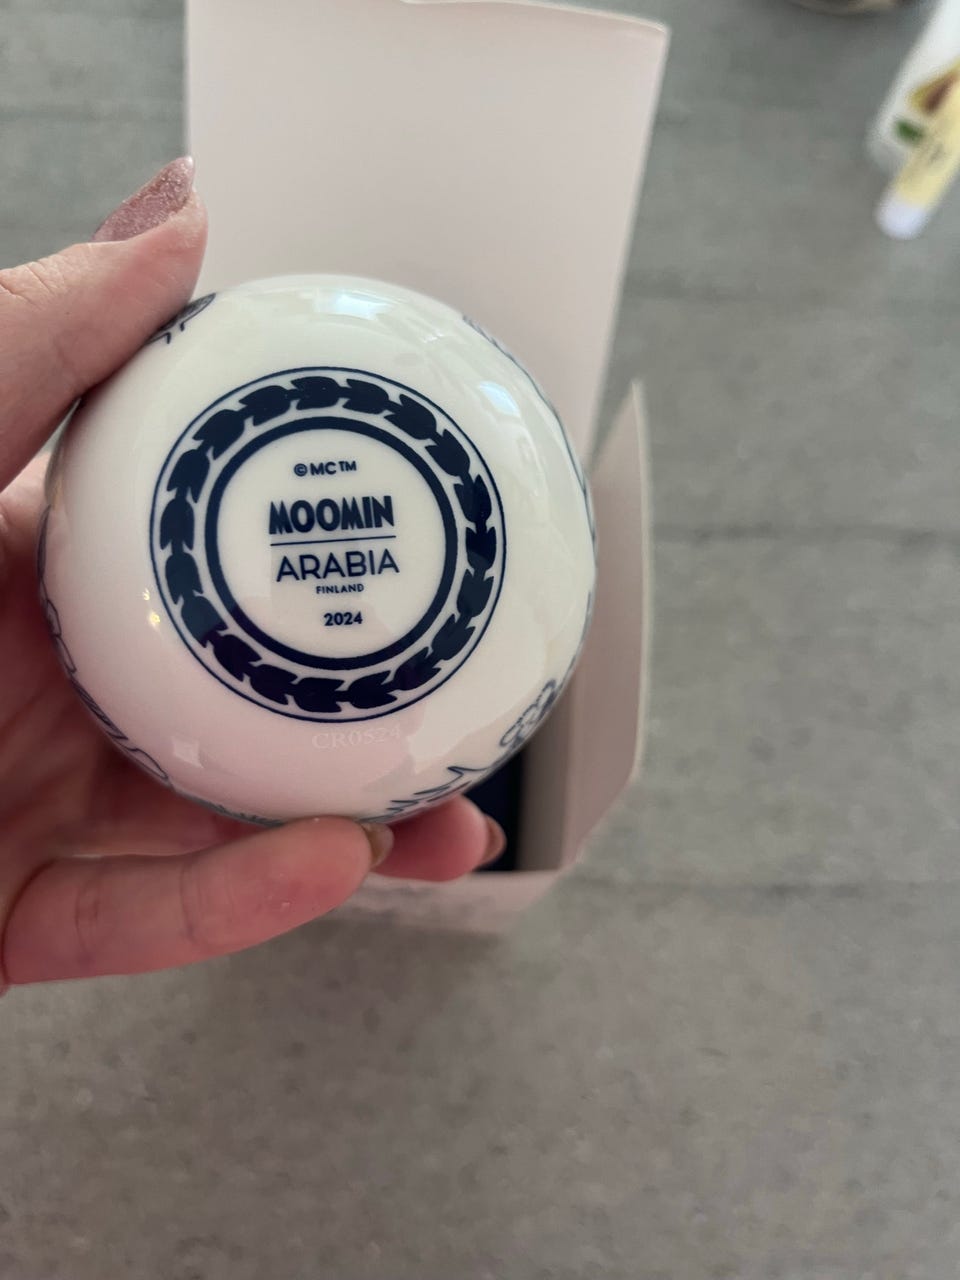 ©MC™
MOOMIN
ARABIA
FINLAND
2024
CR0524